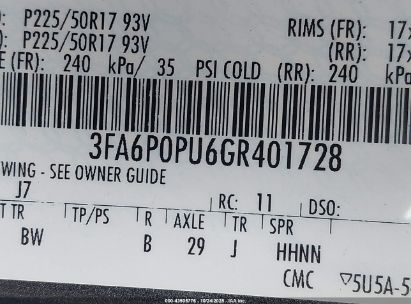 P225/50R17 93V RIMS (FR): 17x
P225/50R17 93V (RR): 17x
E (FR): 240 kPa/ 35 PSI COLD (RR): 240
3FA6P0PU6GR401728
WING - SEE OWNER GUIDE
J7 RC: 11 DSO:
T TR TP/PS R AXLE TR SPR
BW B 29 J HHNN
CMC ▽5U5A-5